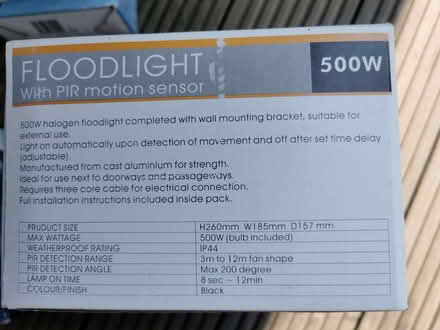 FLOODLIGHT
With PIR motion sensor
500W
500W halogen floodlight completed with wall mounting bracket, suitable for
external use.
Light on automatically upon detection of movement and off after set time delay
(adjustable).
Manufactured from cast aluminium for strength.
Ideal for use next to doorways and passageways.
Requires three core cable for electrical connection.
Full installation instructions included inside pack.
PRODUCT SIZE H260mm W185mm D157 mm
MAX WATTAGE 500W (bulb included)
WEATHERPROOF RATING IP44
PIR DETECTION RANGE 3m to 12m fan shape
PIR DETECTION ANGLE Max 200 degree
LAMP ON TIME 8 sec ~ 12min
COLOUR/FINISH Black